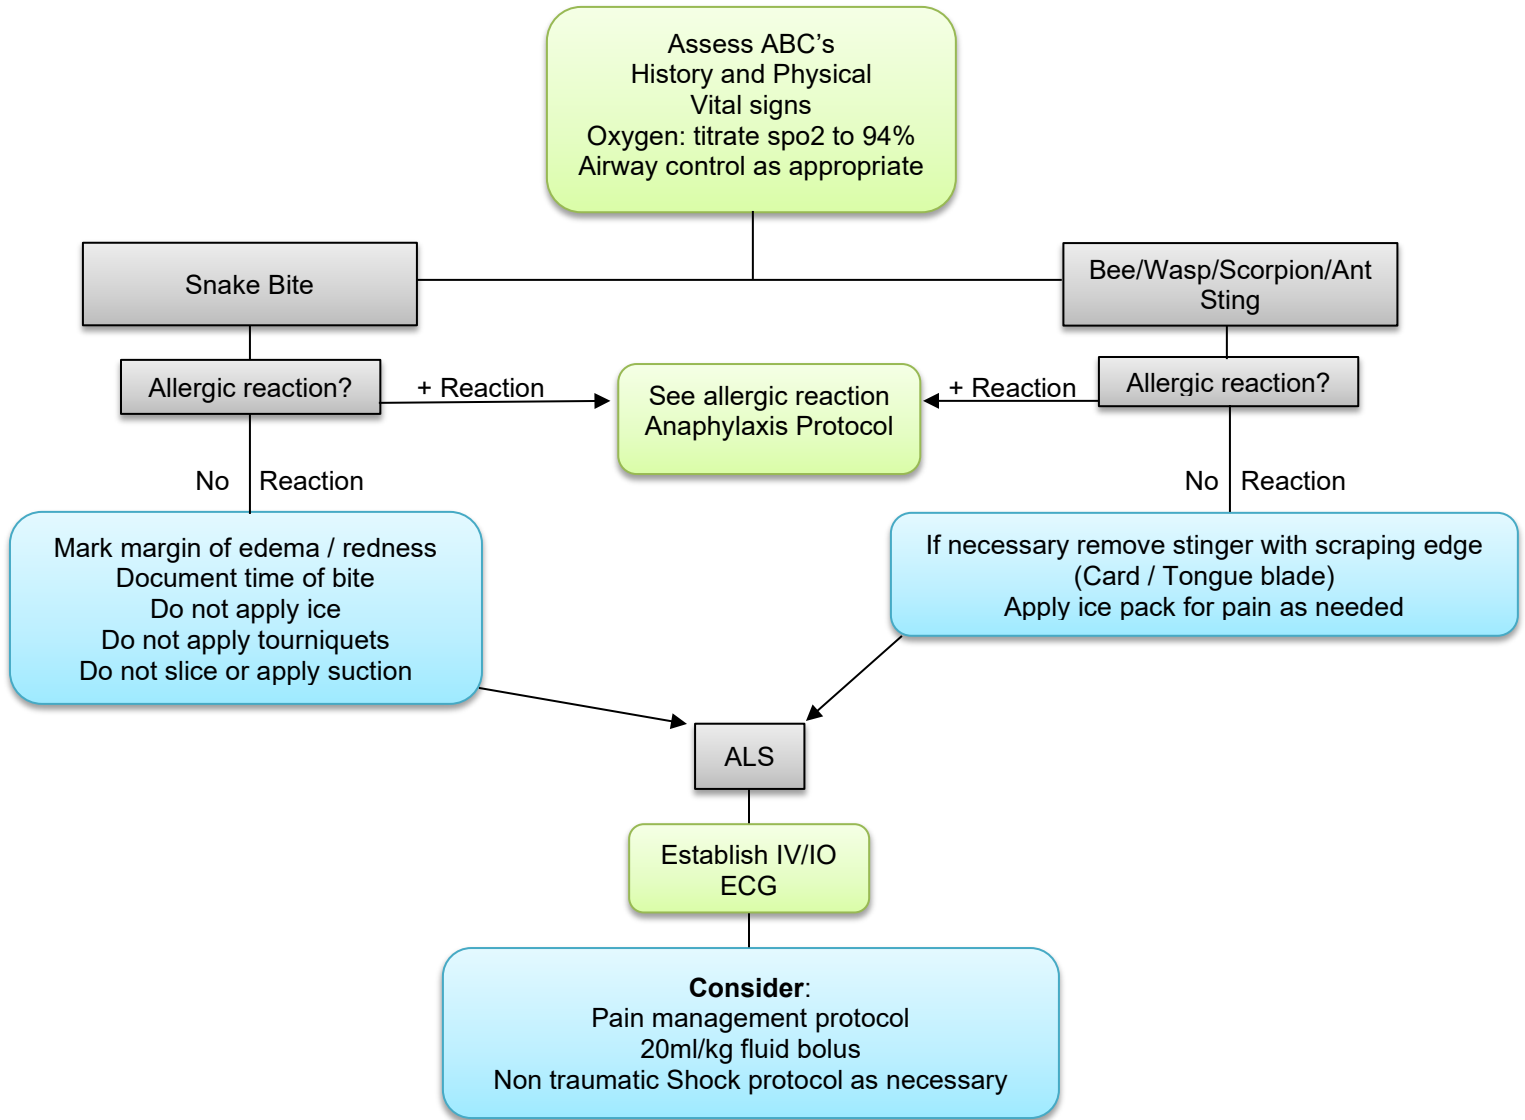 Assess ABC’s
History and Physical
Vital signs
Oxygen: titrate spo2 to 94%
Airway control as appropriate
Snake Bite
Bee/Wasp/Scorpion/Ant
Sting
Allergic reaction?
+ Reaction
See allergic reaction
Anaphylaxis Protocol
+ Reaction
Allergic reaction?
No Reaction
No Reaction
Mark margin of edema / redness
Document time of bite
Do not apply ice
Do not apply tourniquets
Do not slice or apply suction
If necessary remove stinger with scraping edge
(Card / Tongue blade)
Apply ice pack for pain as needed
ALS
Establish IV/IO
ECG
Consider:
Pain management protocol
20ml/kg fluid bolus
Non traumatic Shock protocol as necessary